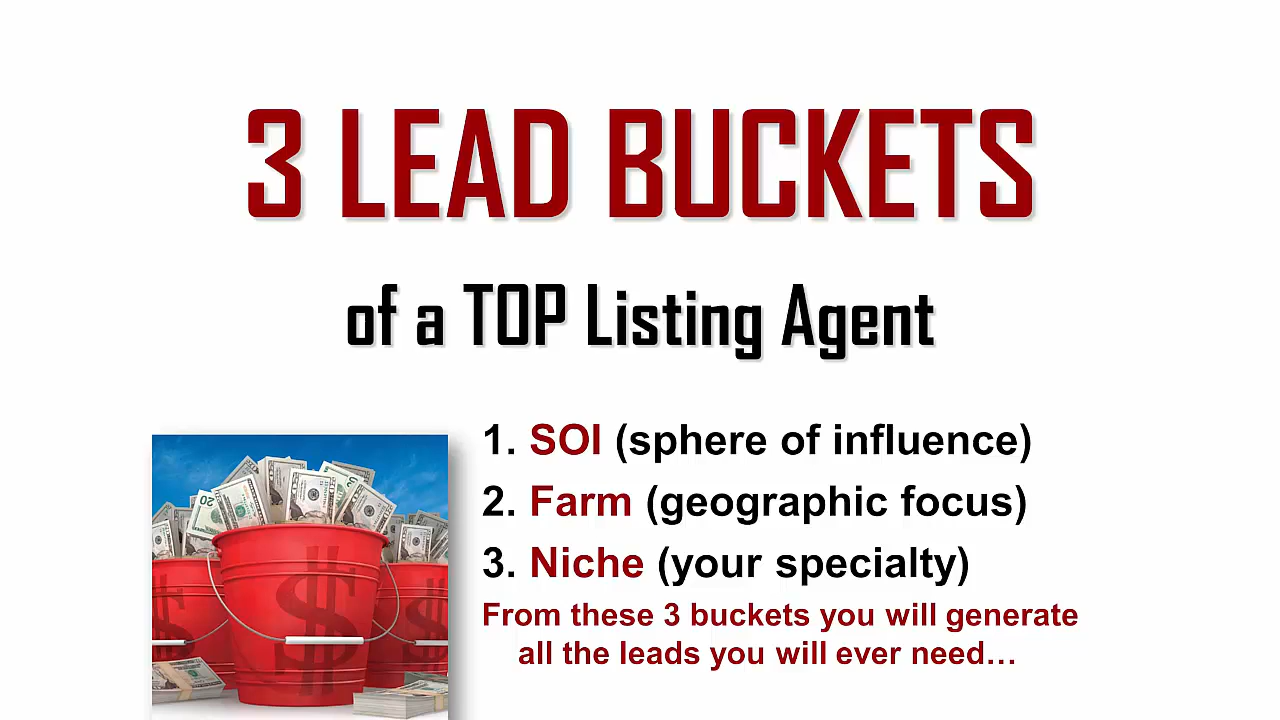 3 LEAD BUCKETS
of a TOP Listing Agent
1. SOI (sphere of influence)
2. Farm (geographic focus)
3. Niche (your specialty)
From these 3 buckets you will generate
all the leads you will ever need…